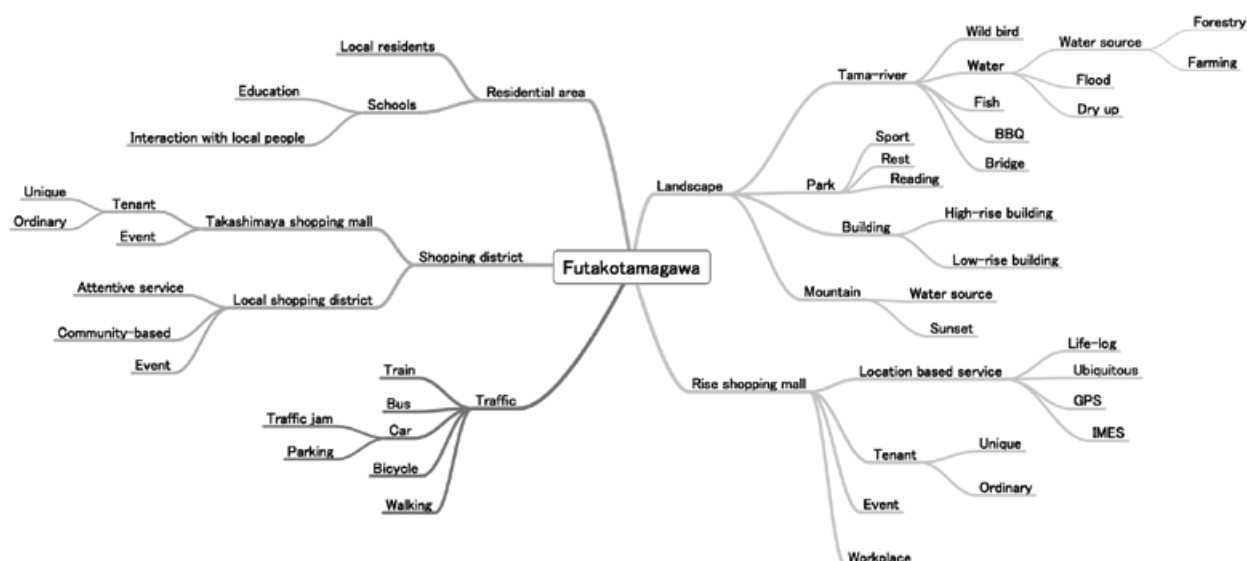 Futakotamagawa
Residential area
Local residents
Schools
Education
Interaction with local people
Shopping district
Takashimaya shopping mall
Tenant
Unique
Ordinary
Event
Local shopping district
Attentive service
Community-based
Event
Traffic
Train
Bus
Car
Traffic jam
Parking
Bicycle
Walking
Landscape
Tama-river
Wild bird
Water
Water source
Forestry
Farming
Flood
Dry up
Fish
BBQ
Bridge
Park
Sport
Rest
Reading
Building
High-rise building
Low-rise building
Mountain
Water source
Sunset
Rise shopping mall
Location based service
Life-log
Ubiquitous
GPS
IMES
Tenant
Unique
Ordinary
Event
Workplace